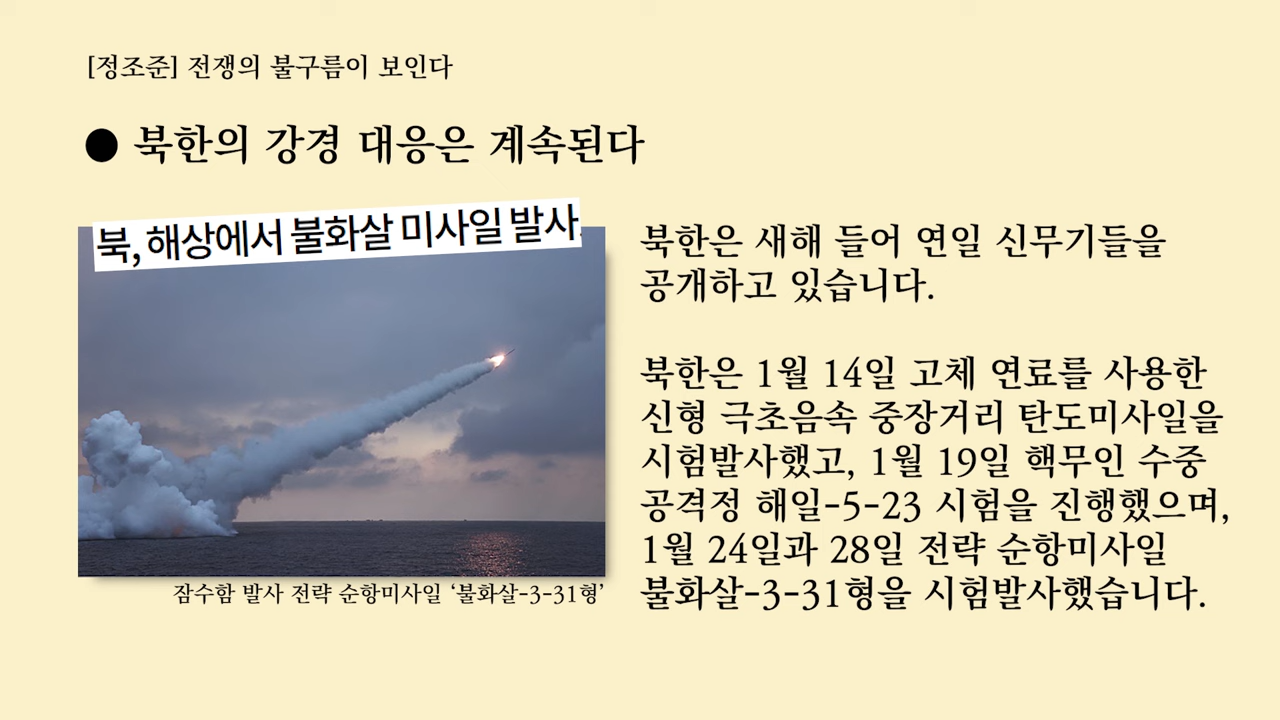 [정조준] 전쟁의 불구름이 보인다
● 북한의 강경 대응은 계속된다
북, 해상에서 불화살 미사일 발사
잠수함 발사 전략 순항미사일 ‘불화살-3-31형’
북한은 새해 들어 연일 신무기들을
공개하고 있습니다.
북한은 1월 14일 고체 연료를 사용한
신형 극초음속 중장거리 탄도미사일을
시험발사했고, 1월 19일 핵무인 수중
공격정 해일-5-23 시험을 진행했으며,
1월 24일과 28일 전략 순항미사일
불화살-3-31형을 시험발사했습니다.